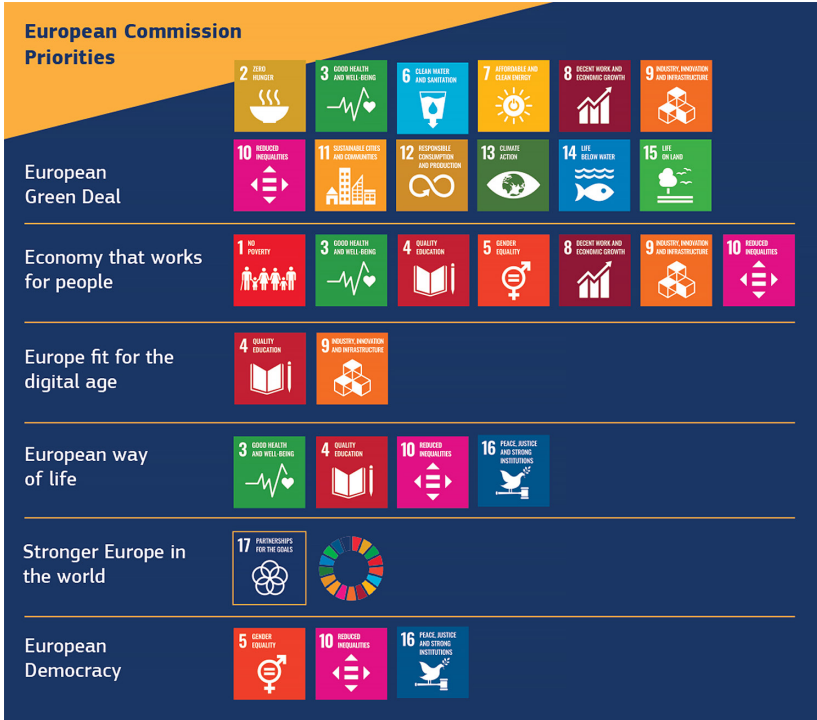 European Commission
Priorities
2 ZERO
HUNGER
3 GOOD HEALTH
AND WELL-BEING
6 CLEAN WATER
AND SANITATION
7 AFFORDABLE AND
CLEAN ENERGY
8 DECENT WORK AND
ECONOMIC GROWTH
9 INDUSTRY, INNOVATION
AND INFRASTRUCTURE
10 REDUCED
INEQUALITIES
11 SUSTAINABLE CITIES
AND COMMUNITIES
12 RESPONSIBLE
CONSUMPTION
AND PRODUCTION
13 CLIMATE
ACTION
14 LIFE
BELOW WATER
15 LIFE
ON LAND
European
Green Deal
Economy that works
for people
1 NO
POVERTY
3 GOOD HEALTH
AND WELL-BEING
4 QUALITY
EDUCATION
5 GENDER
EQUALITY
8 DECENT WORK AND
ECONOMIC GROWTH
9 INDUSTRY, INNOVATION
AND INFRASTRUCTURE
10 REDUCED
INEQUALITIES
Europe fit for the
digital age
4 QUALITY
EDUCATION
9 INDUSTRY, INNOVATION
AND INFRASTRUCTURE
European way
of life
3 GOOD HEALTH
AND WELL-BEING
4 QUALITY
EDUCATION
10 REDUCED
INEQUALITIES
16 PEACE, JUSTICE
AND STRONG
INSTITUTIONS
Stronger Europe in
the world
17 PARTNERSHIPS
FOR THE GOALS
European
Democracy
5 GENDER
EQUALITY
10 REDUCED
INEQUALITIES
16 PEACE, JUSTICE
AND STRONG
INSTITUTIONS